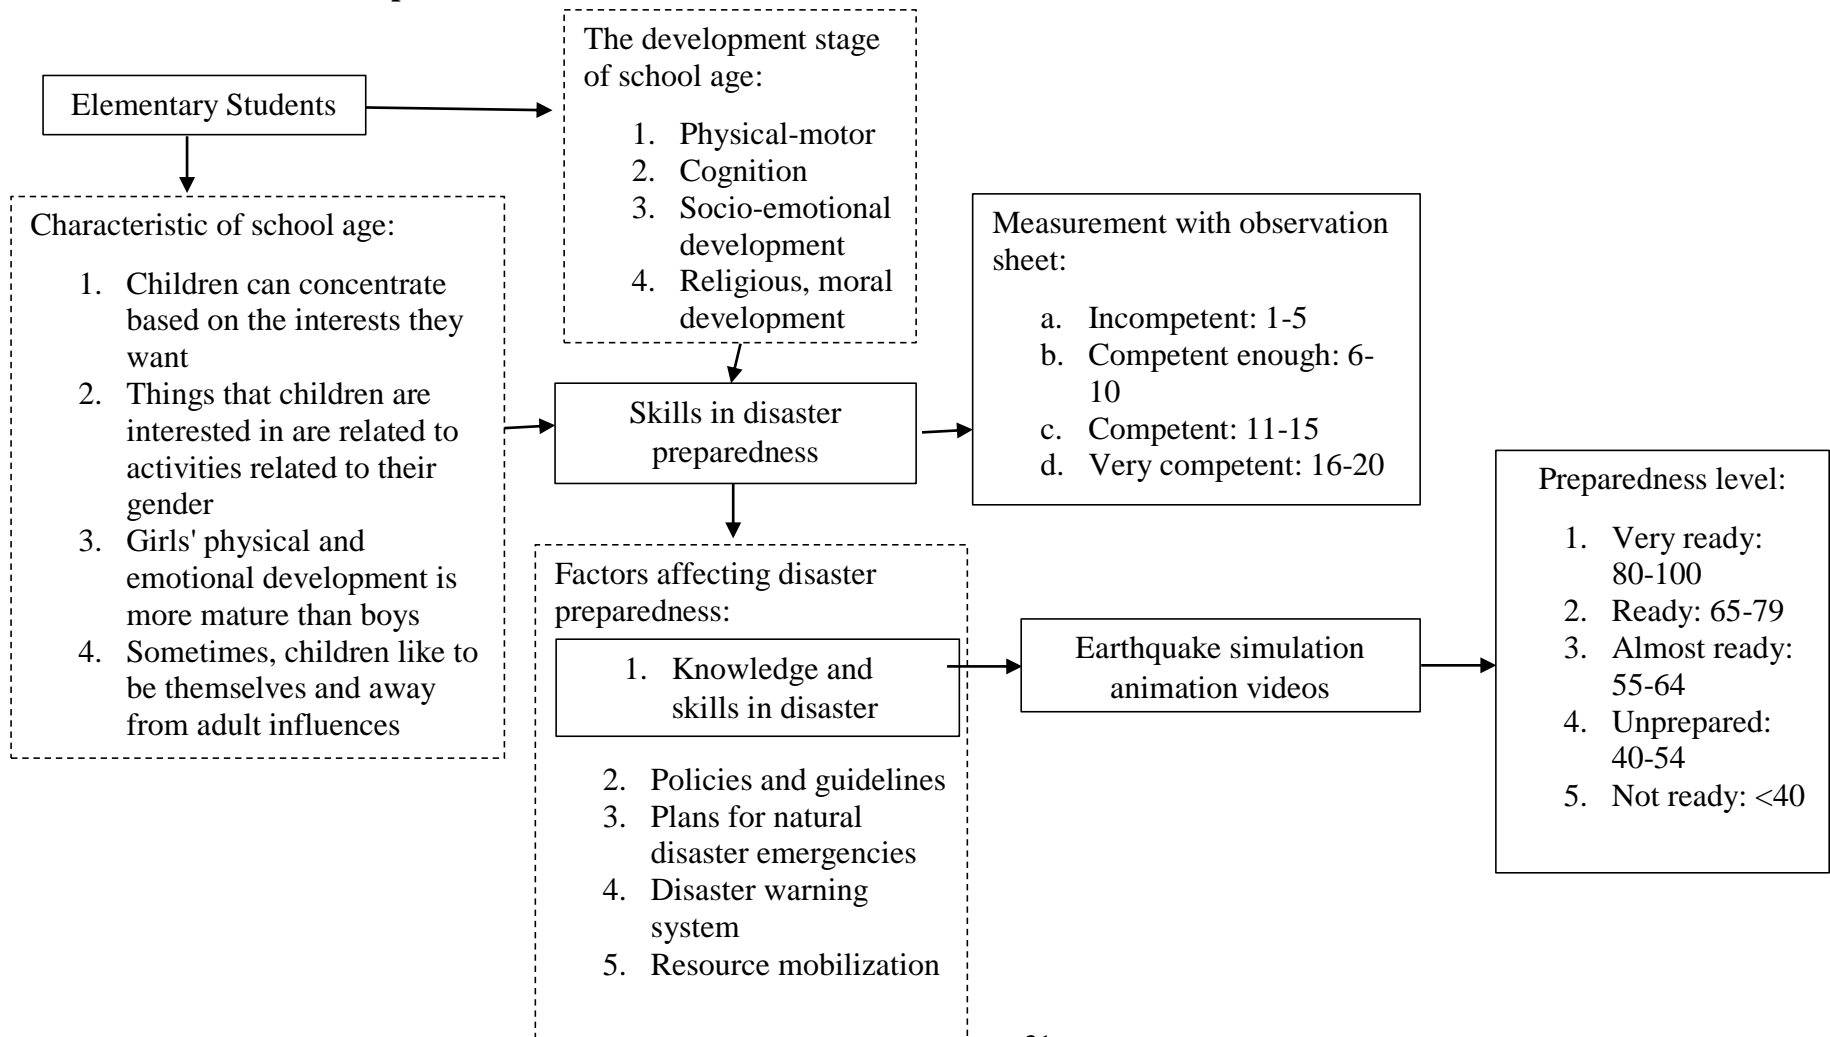 The development stage
of school age:
1. Physical-motor
2. Cognition
3. Socio-emotional
development
4. Religious, moral
development
Elementary Students
Characteristic of school age:
1. Children can concentrate
based on the interests they
want
2. Things that children are
interested in are related to
activities related to their
gender
3. Girls' physical and
emotional development is
more mature than boys
4. Sometimes, children like to
be themselves and away
from adult influences
Skills in disaster
preparedness
Measurement with observation
sheet:
a. Incompetent: 1-5
b. Competent enough: 6-
10
c. Competent: 11-15
d. Very competent: 16-20
Factors affecting disaster
preparedness:
1. Knowledge and
skills in disaster
2. Policies and guidelines
3. Plans for natural
disaster emergencies
4. Disaster warning
system
5. Resource mobilization
Earthquake simulation
animation videos
Preparedness level:
1. Very ready:
80-100
2. Ready: 65-79
3. Almost ready:
55-64
4. Unprepared:
40-54
5. Not ready: <40